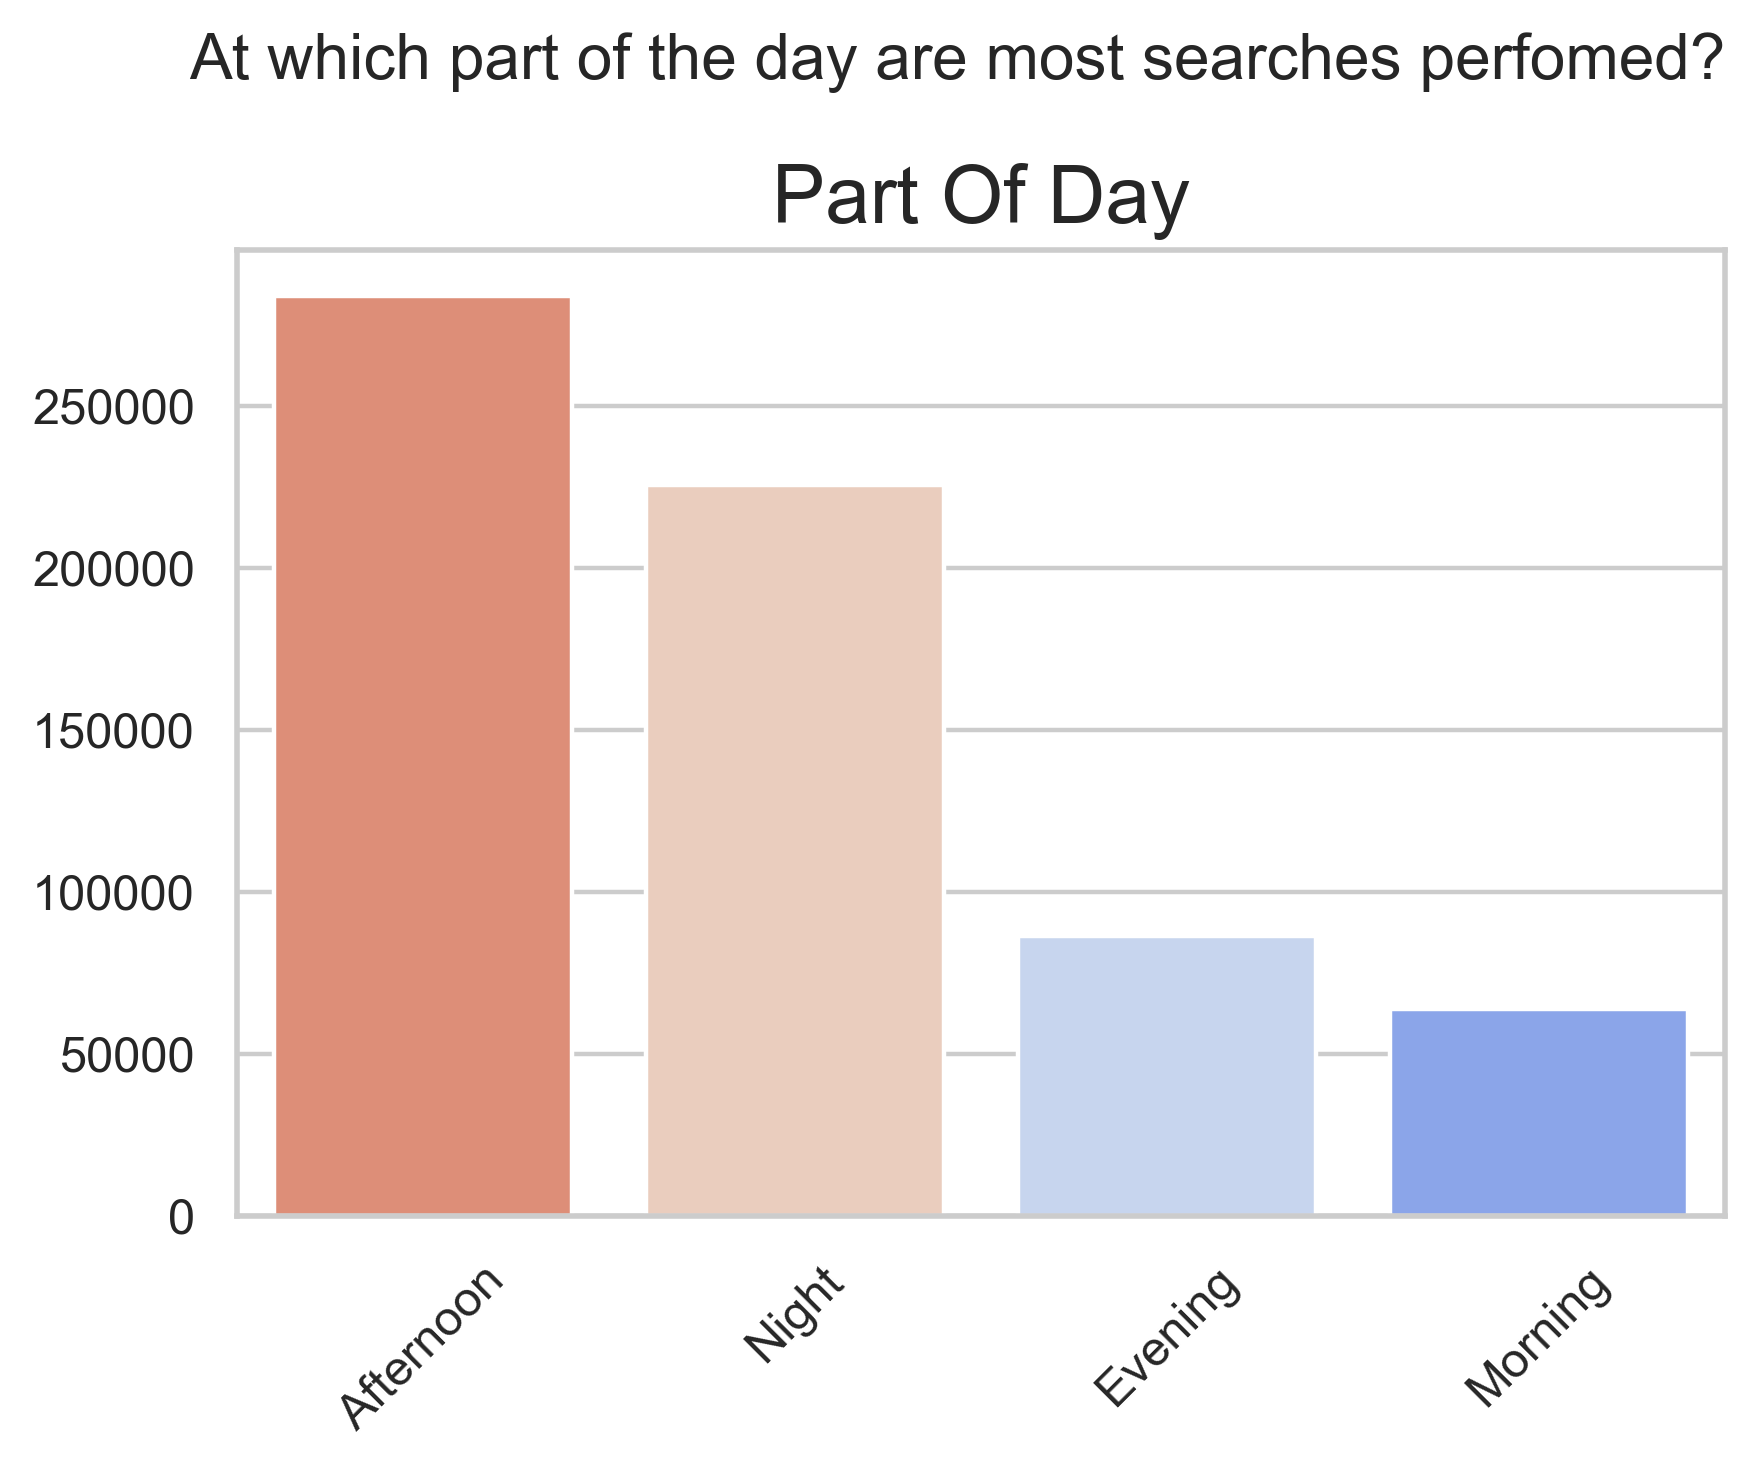 At which part of the day are most searches perfomed?
Part Of Day
250000
200000
150000
100000
50000
0
Afternoon
Night
Evening
Morning